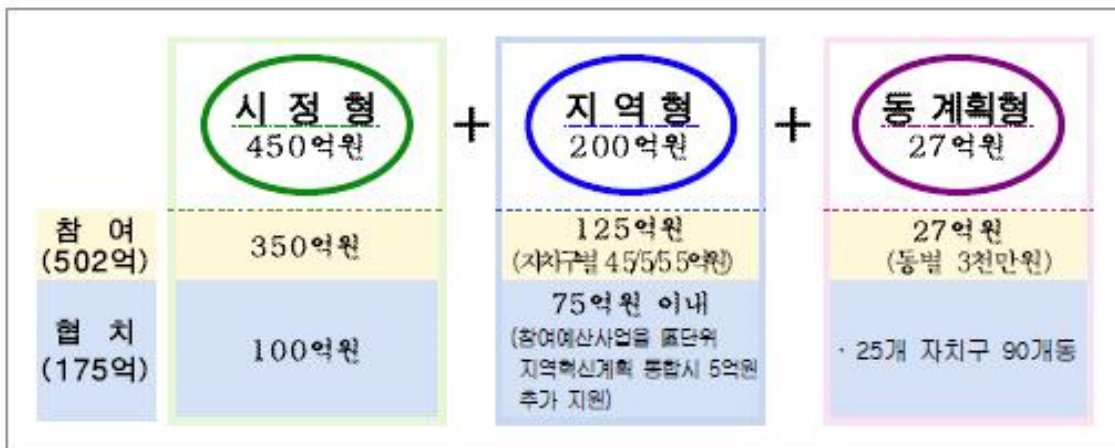 시 정 형 + 지 역 형 + 동 계획형
450억원 200억원 27억원
참 여
(502억)
350억원
125억원
(자치구별 4.5/5/5.5억원)
27억원
(동별 3천만원)
협 치
(175억)
100억원
75억원 이내
(참여예산사업을 區단위
지역혁신계획 통합시 5억원
추가 지원)
· 25개 자치구 90개동